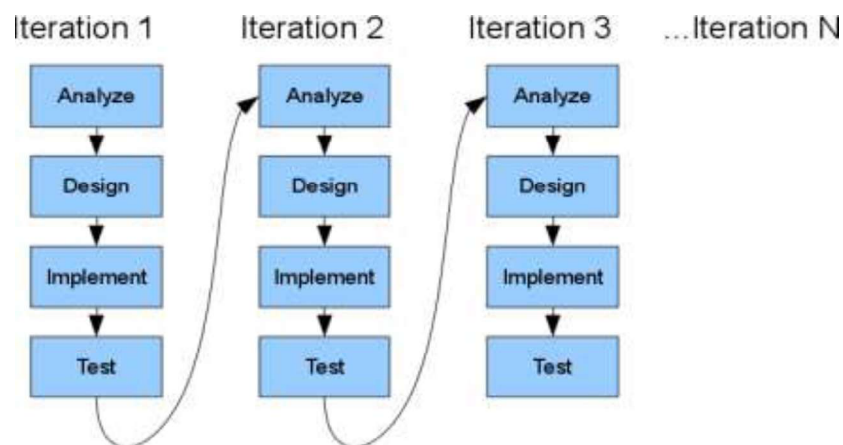 Iteration 1
Iteration 2
Iteration 3
...Iteration N
Analyze
Analyze
Analyze
Design
Design
Design
Implement
Implement
Implement
Test
Test
Test